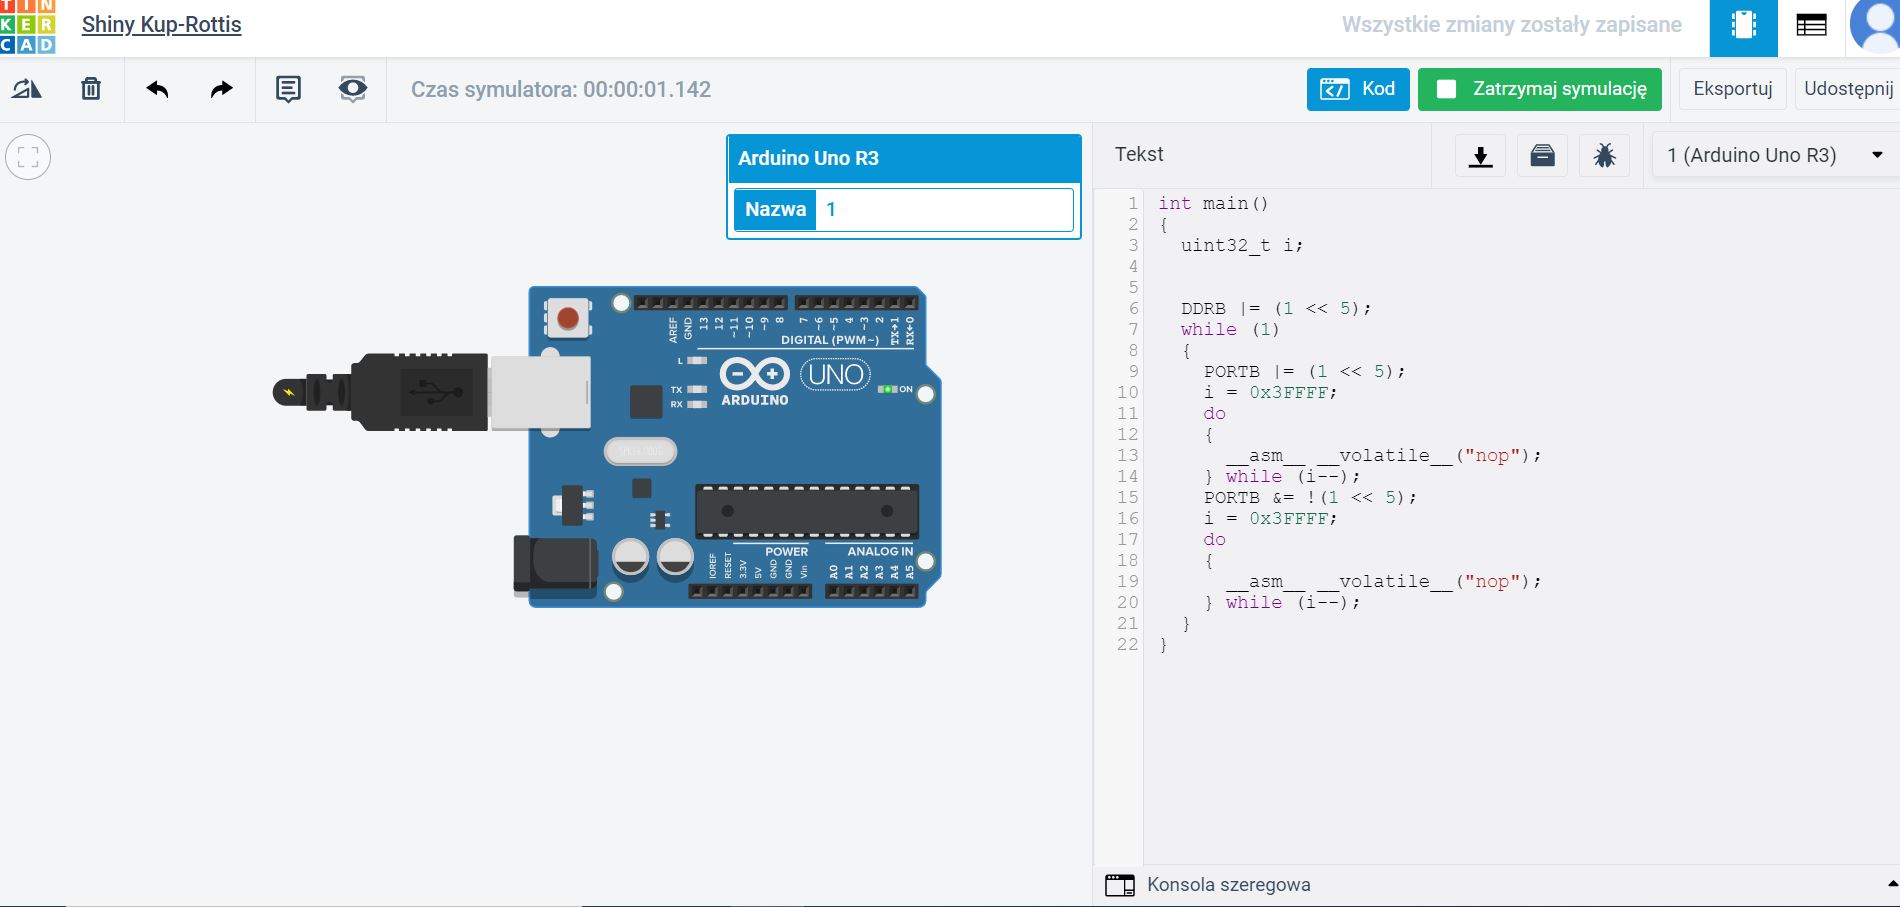 TIN
KER
CAD
Shiny Kup-Rottis
Wszystkie zmiany zostały zapisane
Czas symulatora: 00:00:01.142
Kod
Zatrzymaj symulację
Eksportuj
Udostępnij
Arduino Uno R3
Nazwa 1
Tekst
1 (Arduino Uno R3)
AREF
GND
13
12
~11
~10
~9
8
7
~6
~5
4
~3
2
TX→1
RX←0
DIGITAL (PWM~)
L
TX
RX
UNO
ARDUINO
ON
POWER
ANALOG IN
IOREF
RESET
3.3V
5V
GND
GND
Vin
A0
A1
A2
A3
A4
A5
1 int main()
2 {
3 uint32_t i;
4
5
6 DDRB |= (1 << 5);
7 while (1)
8 {
9 PORTB |= (1 << 5);
10 i = 0x3FFFF;
11 do
12 {
13 __asm__ __volatile__("nop");
14 } while (i--);
15 PORTB &= !(1 << 5);
16 i = 0x3FFFF;
17 do
18 {
19 __asm__ __volatile__("nop");
20 } while (i--);
21 }
22 }
Konsola szeregowa